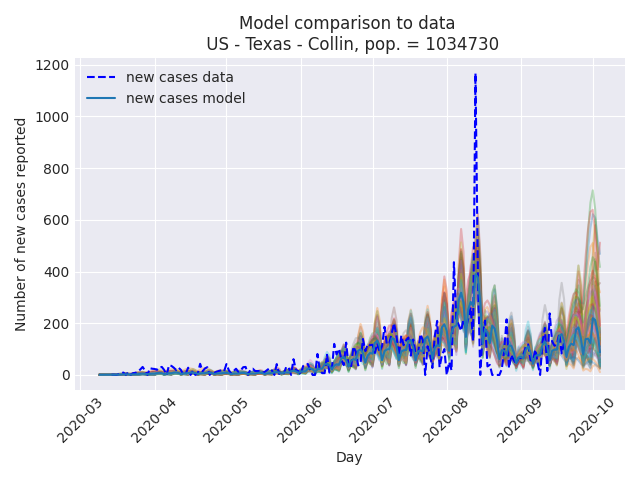 Model comparison to data
US - Texas - Collin, pop. = 1034730
new cases data
new cases model
Number of new cases reported
1200
1000
800
600
400
200
0
2020-03
2020-04
2020-05
2020-06
2020-07
2020-08
2020-09
2020-10
Day